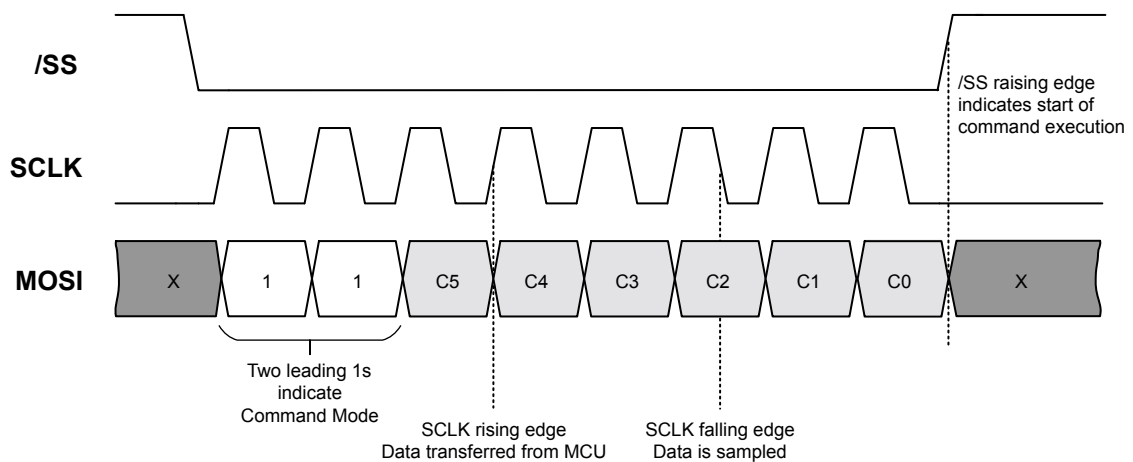 /SS
/SS raising edge
indicates start of
command execution
SCLK
MOSI
X 1 1 C5 C4 C3 C2 C1 C0 X
Two leading 1s
indicate
Command Mode
SCLK rising edge
Data transferred from MCU
SCLK falling edge
Data is sampled